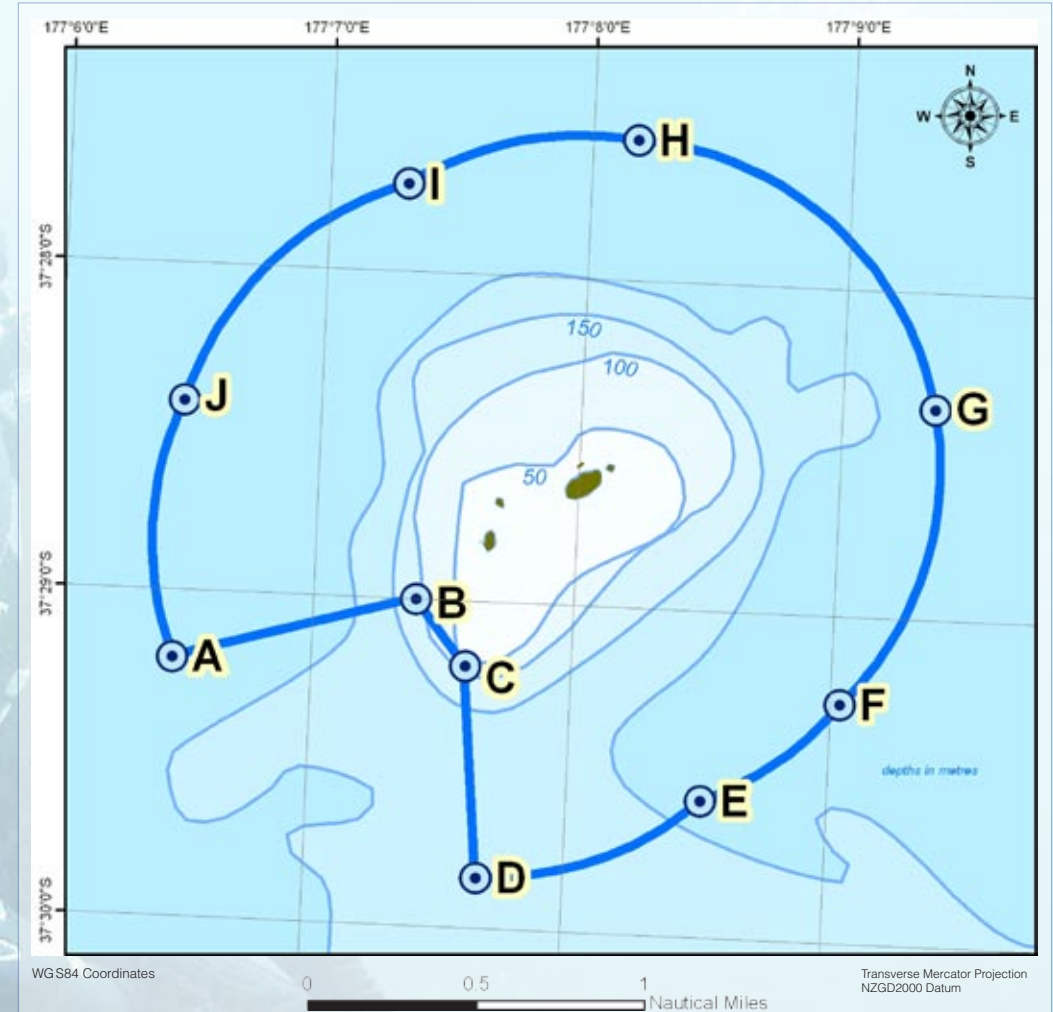 177°6'0"E 177°7'0"E 177°8'0"E 177°9'0"E
N
W E
S
H
I
37°28'0"S
150
100
J
G
50
37°29'0"S
B
A
C
F
depths in metres
E
D
37°30'0"S
WGS84 Coordinates
Transverse Mercator Projection
NZGD2000 Datum
0 0.5 1
Nautical Miles